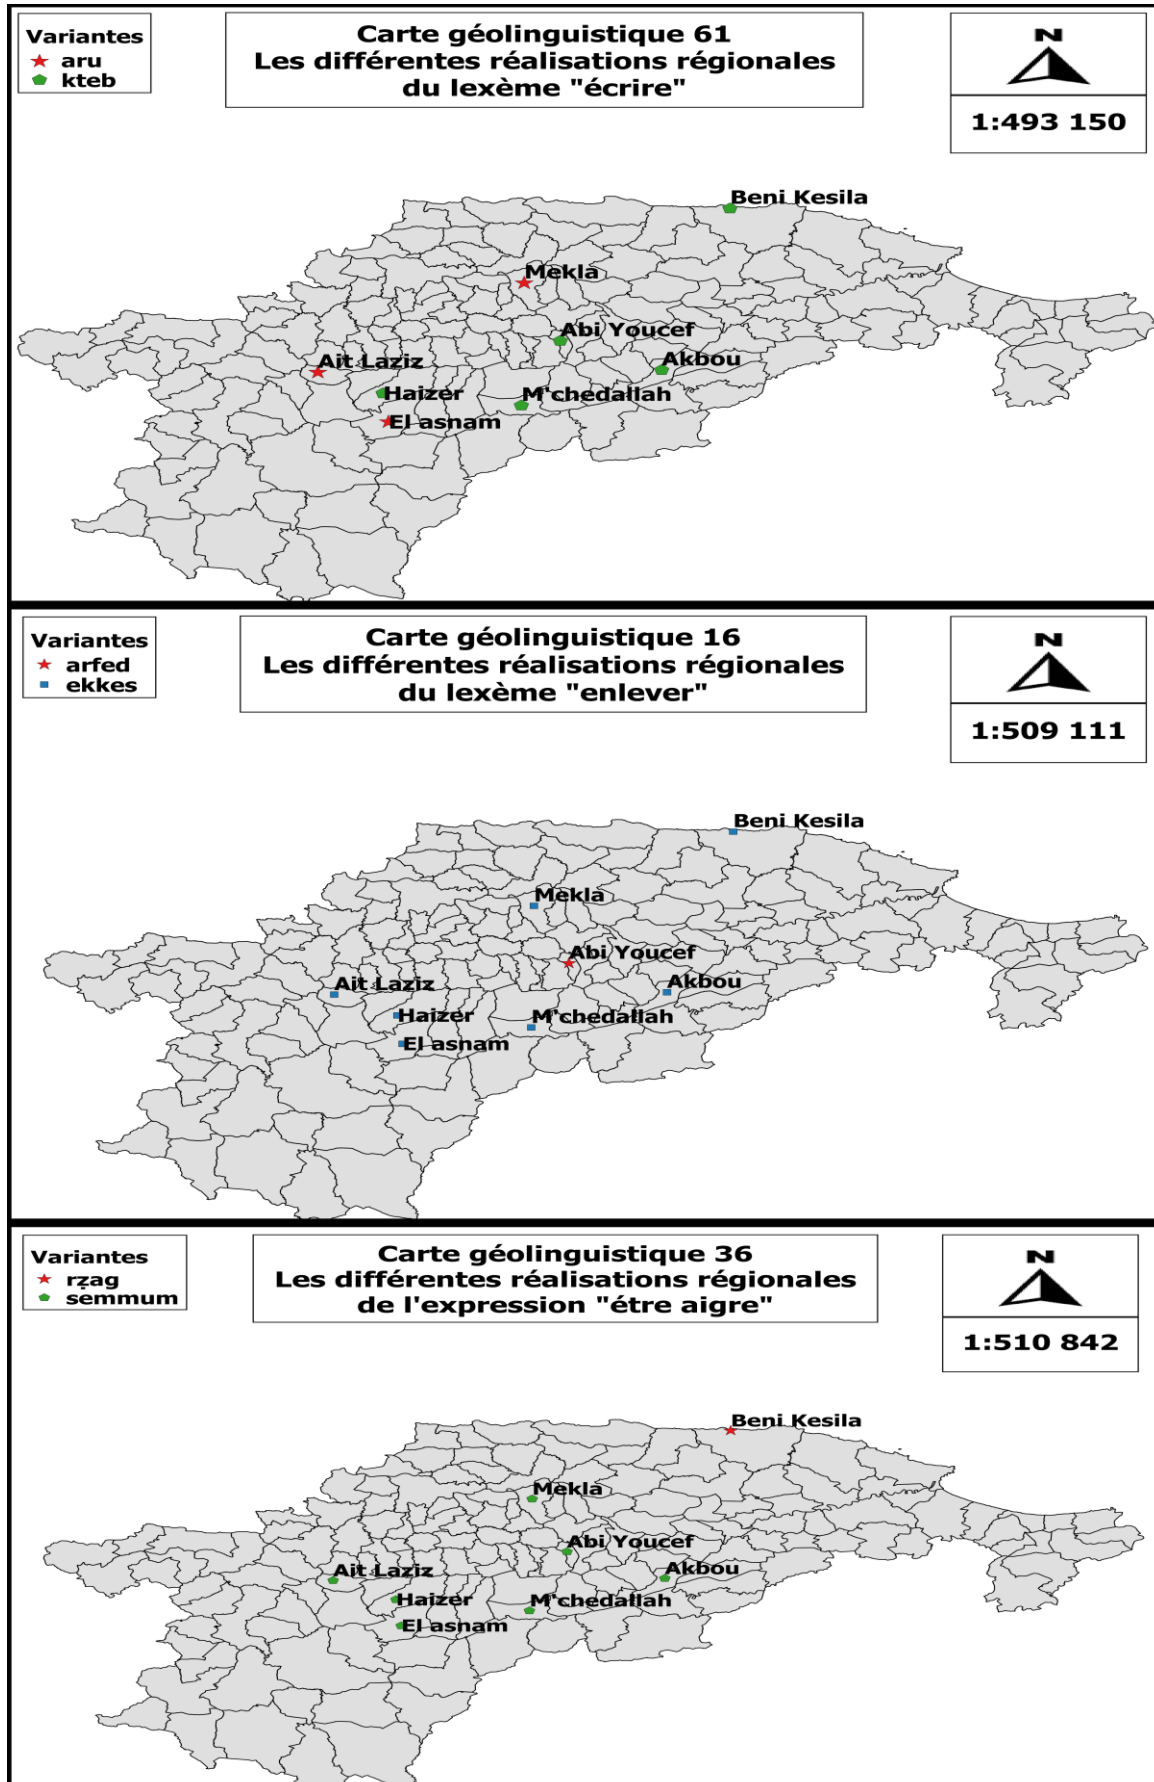 Variantes
aru
kteb
Carte géolinguistique 61
Les différentes réalisations régionales
du lexème "écrire"
N
1:493 150
Beni Kesila
Mekla
Abi Youcef
Ait Laziz
Akbou
Haizer
M'chedallah
El asnam
Variantes
arfed
ekkes
Carte géolinguistique 16
Les différentes réalisations régionales
du lexème "enlever"
N
1:509 111
Beni Kesila
Mekla
Abi Youcef
Ait Laziz
Akbou
Haizer
M'chedallah
El asnam
Variantes
rẓag
semmum
Carte géolinguistique 36
Les différentes réalisations régionales
de l'expression "étre aigre"
N
1:510 842
Beni Kesila
Mekla
Abi Youcef
Ait Laziz
Akbou
Haizer
M'chedallah
El asnam